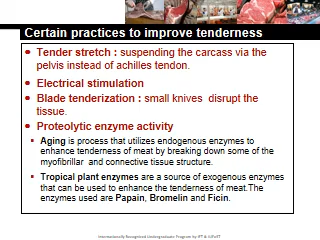 Certain practices to improve tenderness
Tender stretch : suspending the carcass via the
pelvis instead of achilles tendon.
Electrical stimulation
Blade tenderization : small knives disrupt the
tissue.
Proteolytic enzyme activity
Aging is process that utilizes endogenous enzymes to
enhance tenderness of meat by breaking down some of the
myofibrillar and connective tissue structure.
Tropical plant enzymes are a source of exogenous enzymes
that can be used to enhance the tenderness of meat.The
enzymes used are Papain, Bromelin and Ficin.
Internationally Recognized Undergraduate Program by IFT &